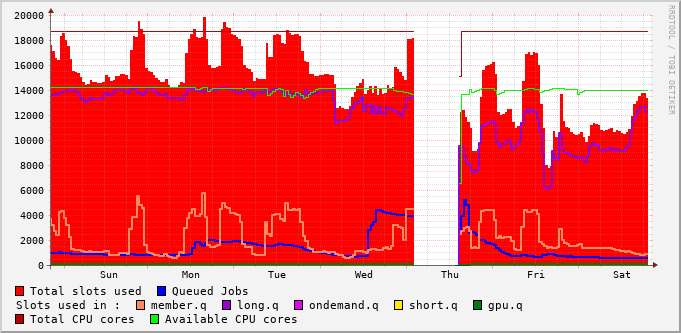 RRDTOOL / TOBI OETIKER
20000
18000
16000
14000
12000
10000
8000
6000
4000
2000
0
Sun Mon Tue Wed Thu Fri Sat
Total slots used Queued Jobs
Slots used in : member.q long.q ondemand.q short.q gpu.q
Total CPU cores Available CPU cores